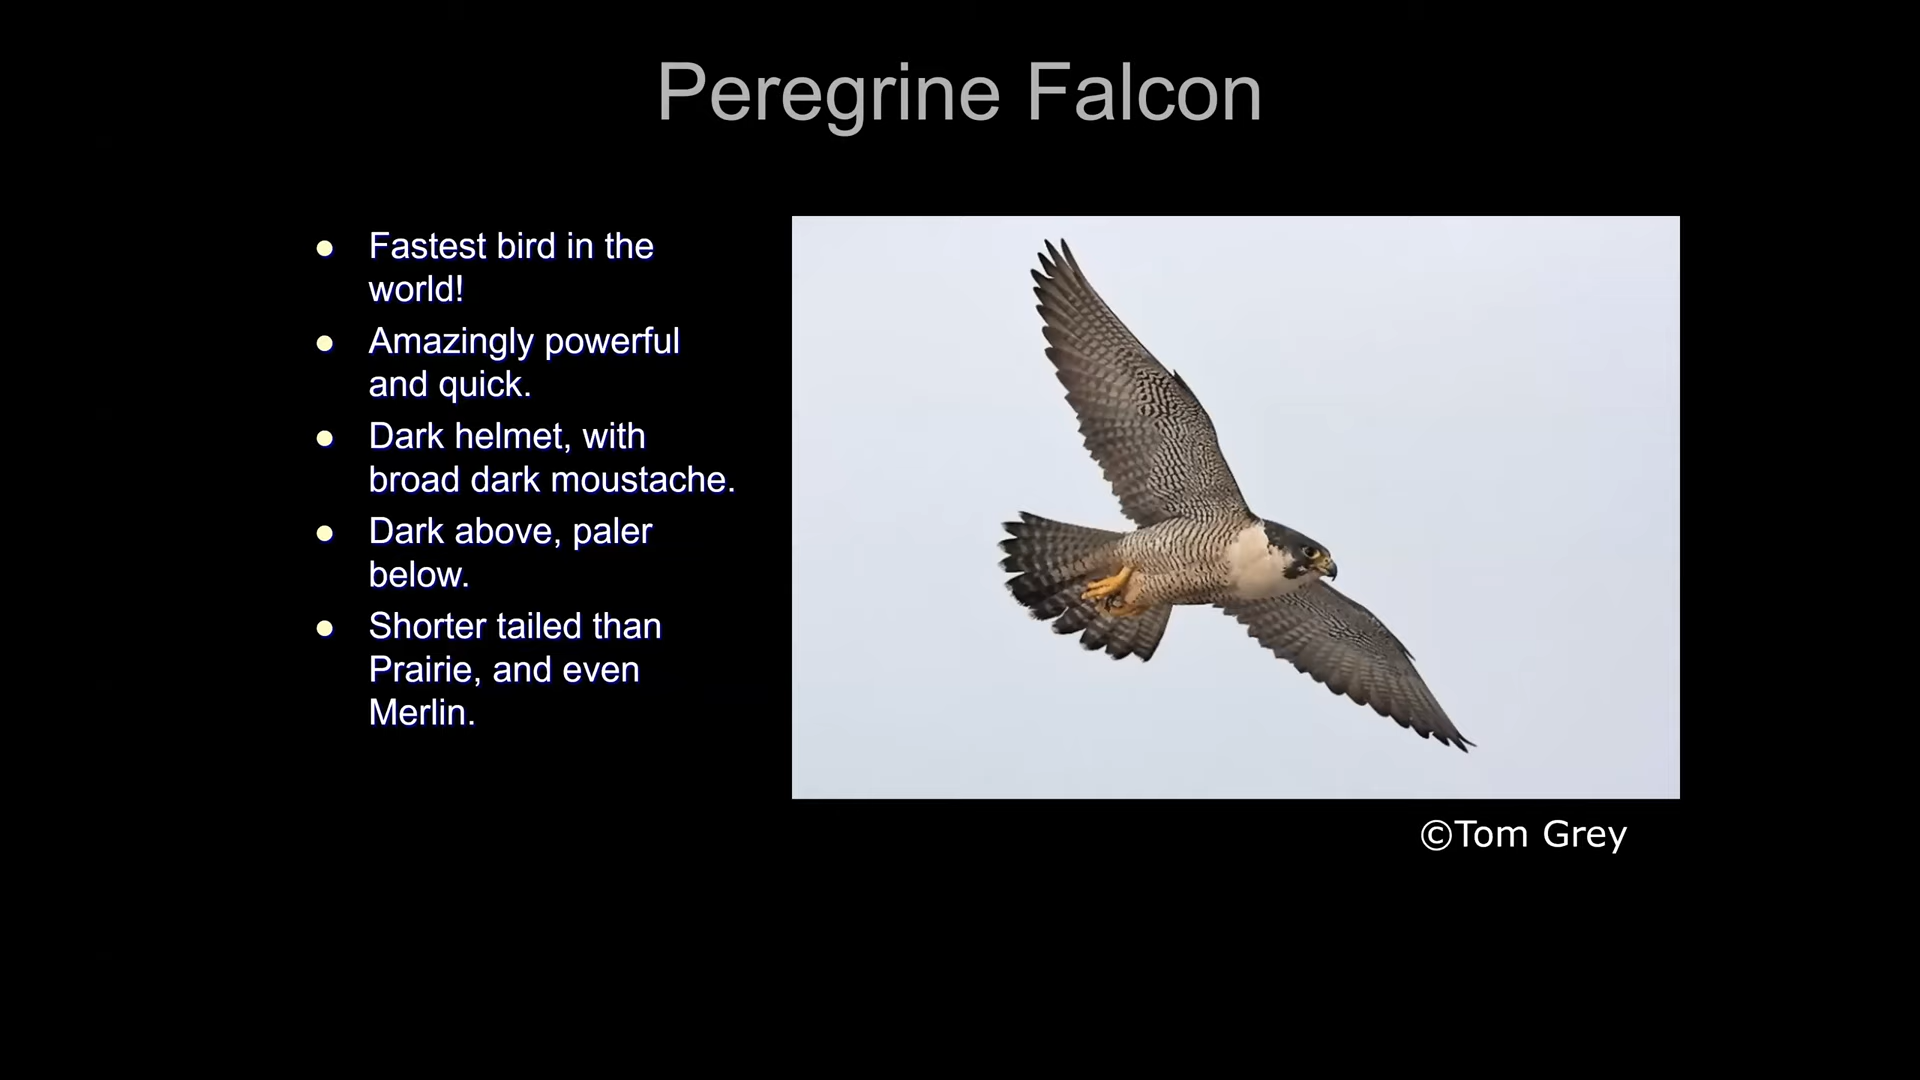 Peregrine Falcon
● Fastest bird in the
world!
● Amazingly powerful
and quick.
● Dark helmet, with
broad dark moustache.
● Dark above, paler
below.
● Shorter tailed than
Prairie, and even
Merlin.
©Tom Grey